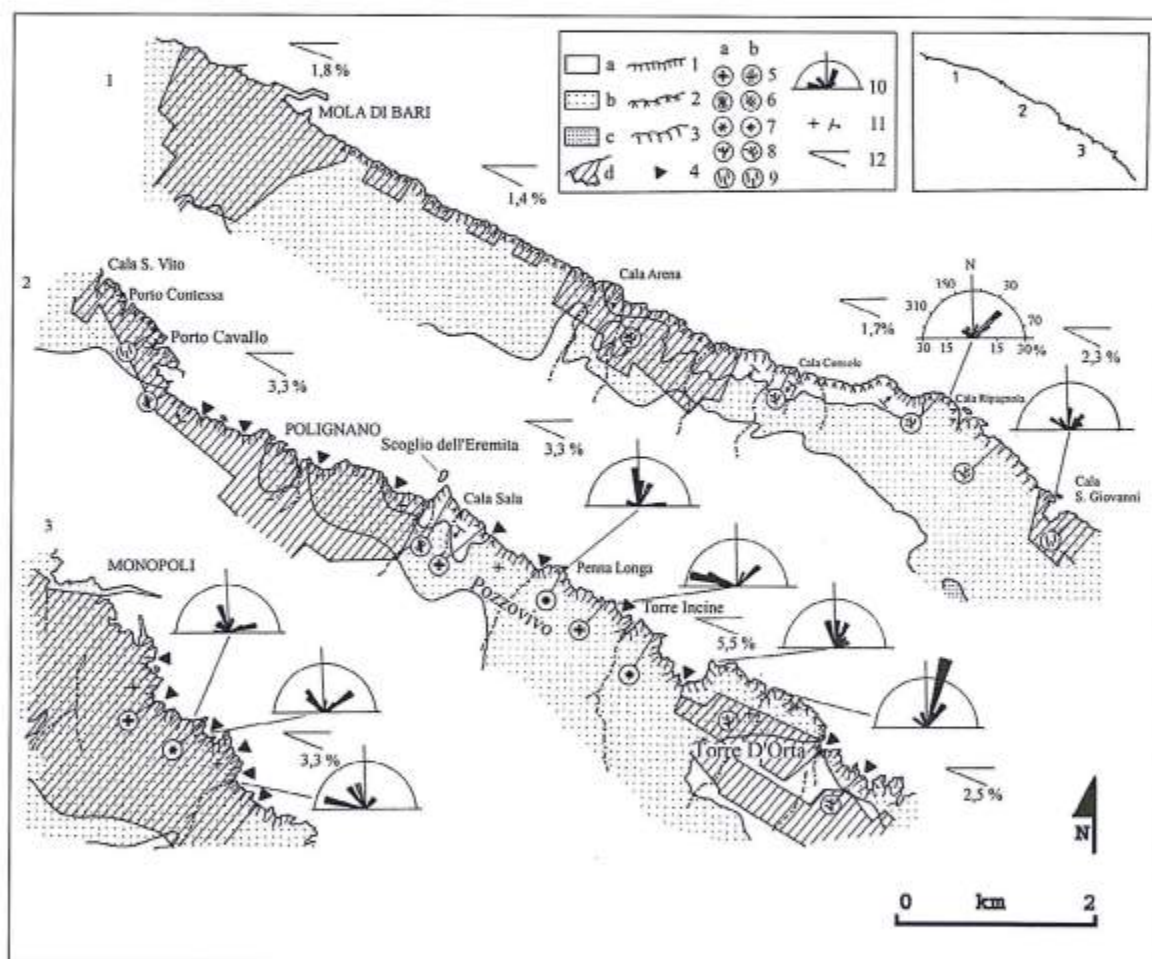 1
1,8 %
MOLA DI BARI
1,4 %
a 1
b 2
c 3
d 4
a b
5
6
7
8
9
10
11
12
1
2
3
Cala Arena
1,7%
Cala Console
N
310 150 30 70
30 15 15 30%
2,3 %
Cala Ripagnola
Cala
S. Giovanni
2
Cala S. Vito
Porto Contessa
Porto Cavallo
3,3 %
POLIGNANO
Scoglio dell'Eremita
3,3 %
Cala Sala
Penna Longa
POZZOVIVO
Torre Incine
5,5 %
Torre D'Orta
2,5 %
3
MONOPOLI
3,3 %
N
0 km 2